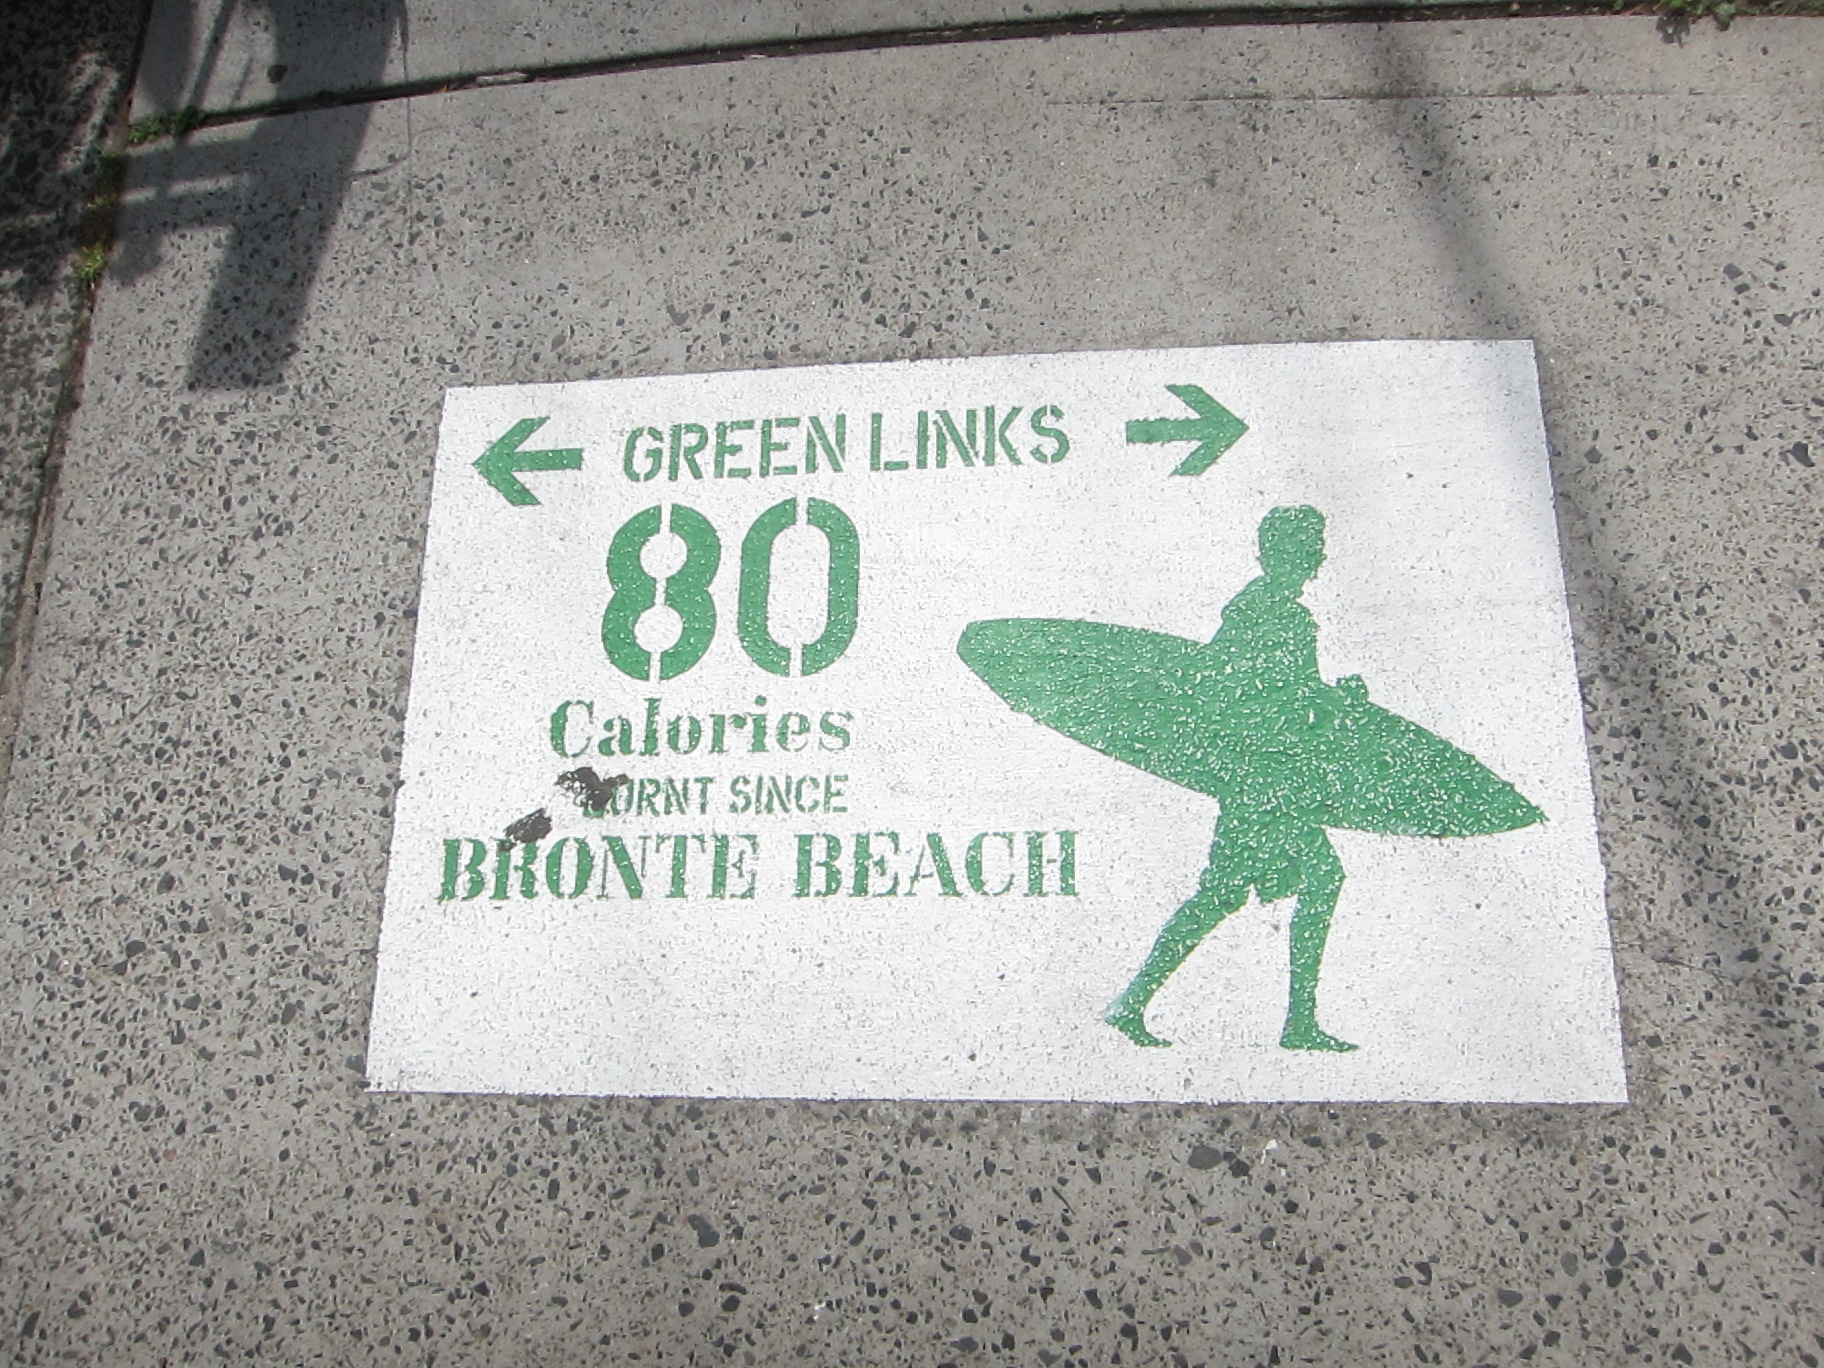 GREEN LINKS
80
Calories
BURNT SINCE
BRONTE BEACH